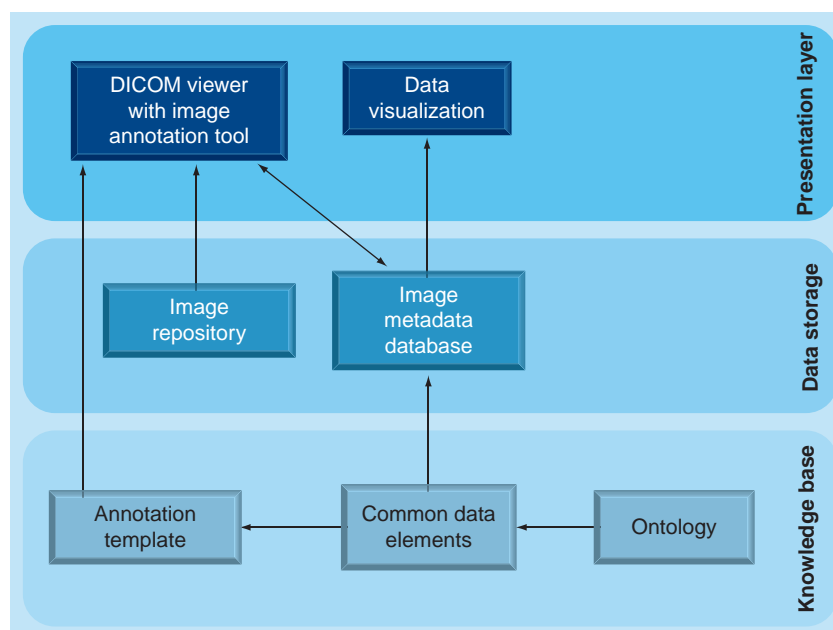 DICOM viewer
with image
annotation tool
Data
visualization
Presentation layer
Image
repository
Image
metadata
database
Data storage
Annotation
template
Common data
elements
Ontology
Knowledge base